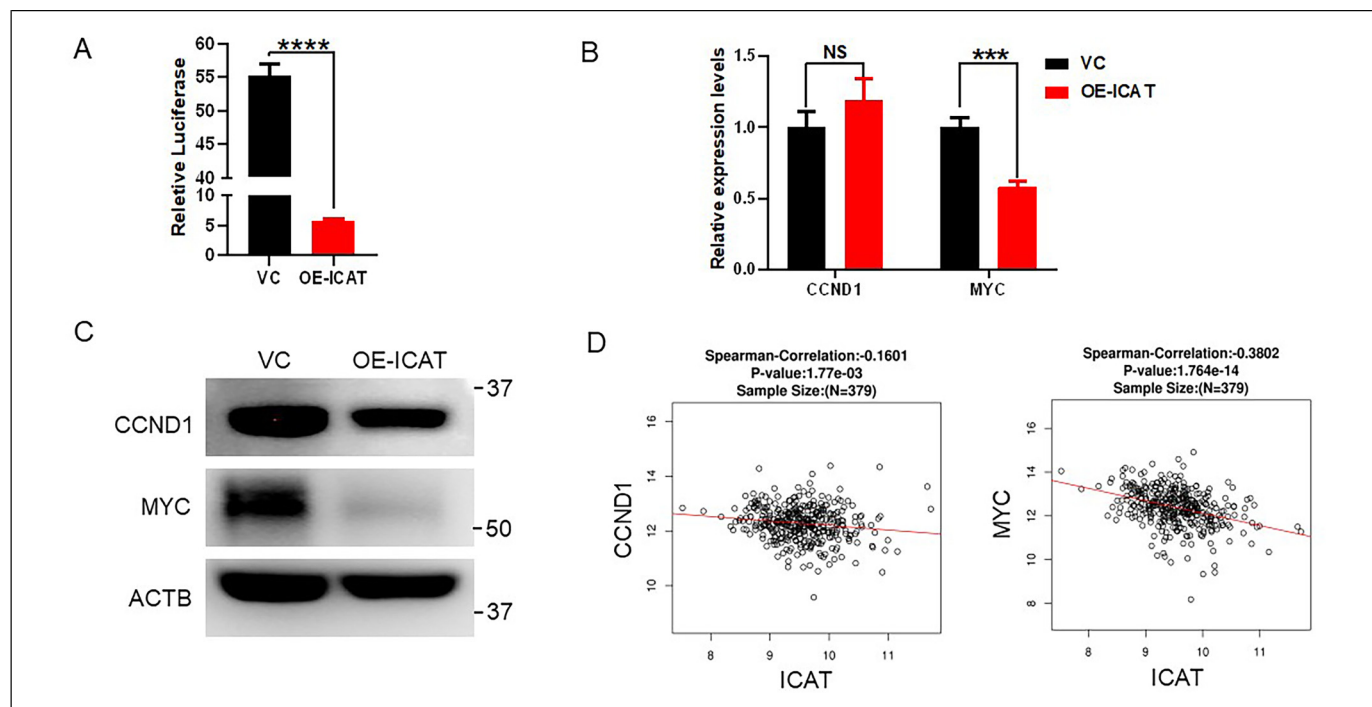 A
Reletive Luciferase
60
55
50
45
40
10
5
0
****
VC OE-ICAT
B
Relative expression levels
1.5
1.0
0.5
0.0
NS
***
CCND1 MYC
VC
OE-ICAT
C
VC OE-ICAT
CCND1
-37
MYC
-50
ACTB
-37
D
Spearman-Correlation:-0.1601
P-value:1.77e-03
Sample Size:(N=379)
CCND1
16
14
12
10
8 9 10 11
ICAT
Spearman-Correlation:-0.3802
P-value:1.764e-14
Sample Size:(N=379)
MYC
16
14
12
10
8
8 9 10 11
ICAT